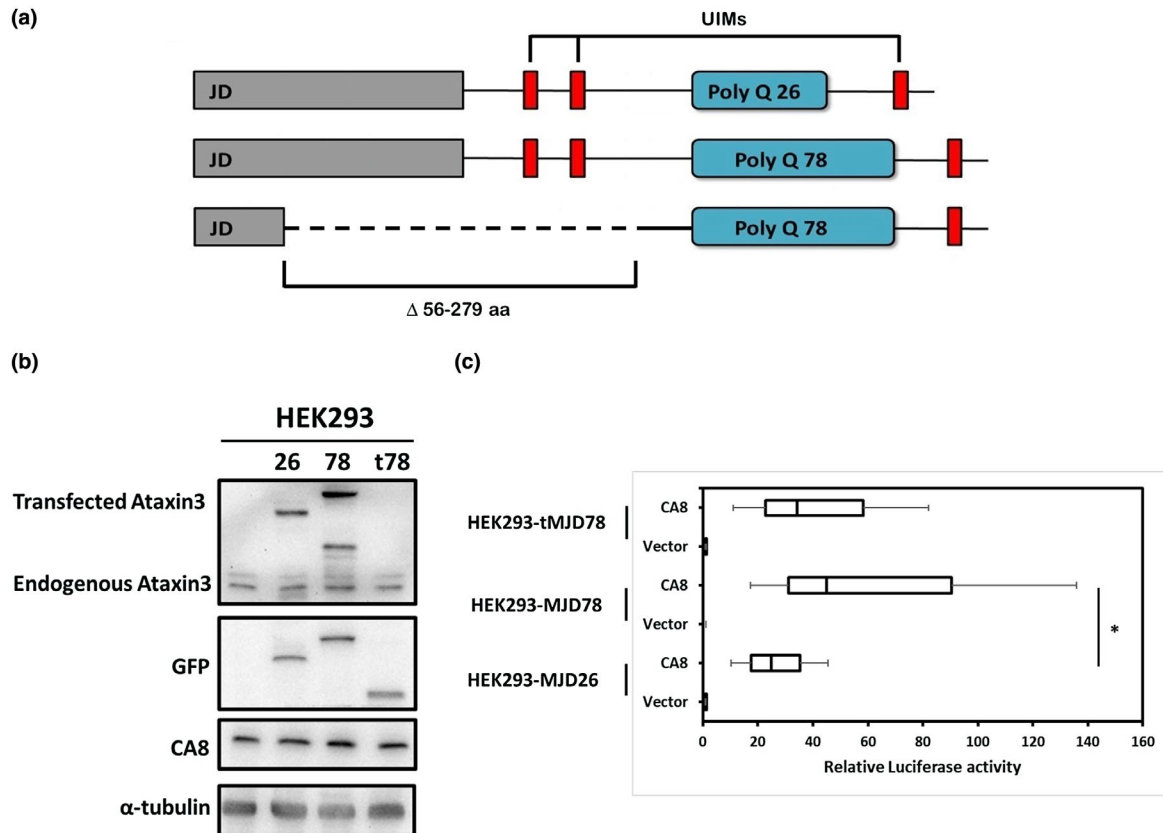 (a)
UIMs
JD
Poly Q 26
JD
Poly Q 78
JD
Poly Q 78
Δ 56-279 aa
(b)
HEK293
26 78 t78
Transfected Ataxin3
Endogenous Ataxin3
GFP
CA8
α-tubulin
(c)
HEK293-tMJD78
CA8
Vector
HEK293-MJD78
CA8
Vector
*
HEK293-MJD26
CA8
Vector
0 20 40 60 80 100 120 140 160
Relative Luciferase activity